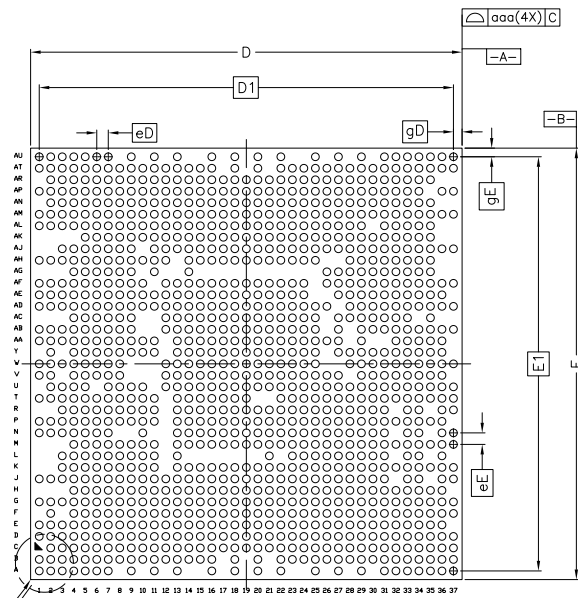 aaa(4X) C
D
-A-
D1
-B-
eD
gD
AU
AT
AR
AP
AN
AM
AL
AK
AJ
AH
AG
AF
AE
AD
AC
AB
AA
Y
W
V
U
T
R
P
N
M
L
K
J
H
G
F
E
D
C
B
A
gE
E1
E
eE
1 2 3 4 5 6 7 8 9 10 11 12 13 14 15 16 17 18 19 20 21 22 23 24 25 26 27 28 29 30 31 32 33 34 35 36 37